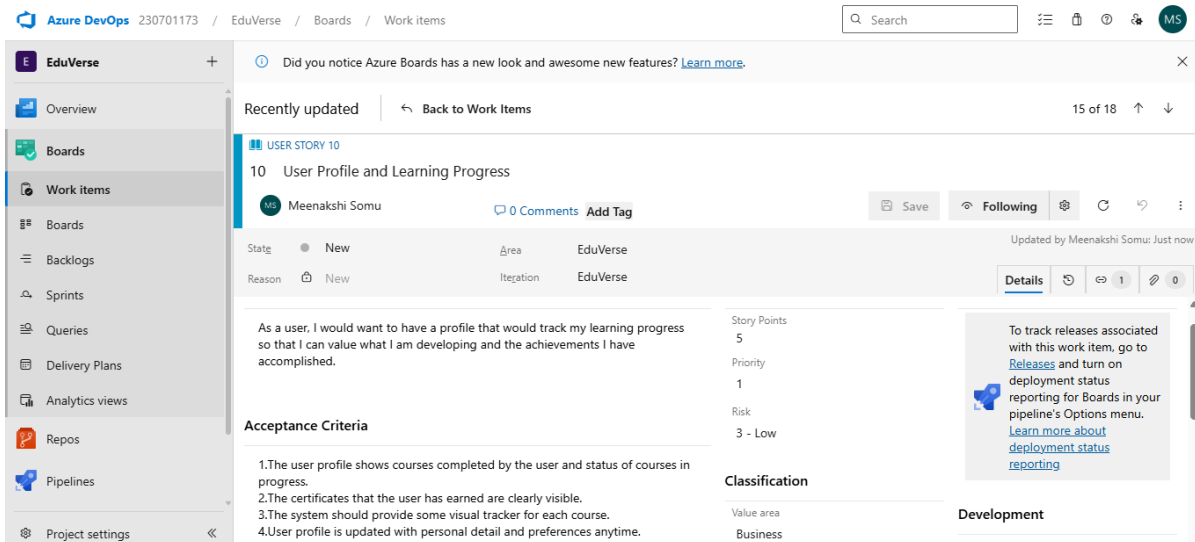 Azure DevOps 230701173 / EduVerse / Boards / Work items
Search
MS
E EduVerse
Did you notice Azure Boards has a new look and awesome new features? Learn more.
Overview
Boards
Work items
Boards
Backlogs
Sprints
Queries
Delivery Plans
Analytics views
Repos
Pipelines
Project settings
Recently updated
Back to Work Items
15 of 18
USER STORY 10
10 User Profile and Learning Progress
MS Meenakshi Somu
0 Comments
Add Tag
Save
Following
State New
Area EduVerse
Updated by Meenakshi Somu: Just now
Reason New
Iteration EduVerse
Details
1
0
As a user, I would want to have a profile that would track my learning progress
so that I can value what I am developing and the achievements I have
accomplished.
Acceptance Criteria
1.The user profile shows courses completed by the user and status of courses in
progress.
2.The certificates that the user has earned are clearly visible.
3.The system should provide some visual tracker for each course.
4.User profile is updated with personal detail and preferences anytime.
Story Points
5
Priority
1
Risk
3 - Low
Classification
Value area
Business
To track releases associated
with this work item, go to
Releases and turn on
deployment status
reporting for Boards in your
pipeline's Options menu.
Learn more about
deployment status
reporting
Development